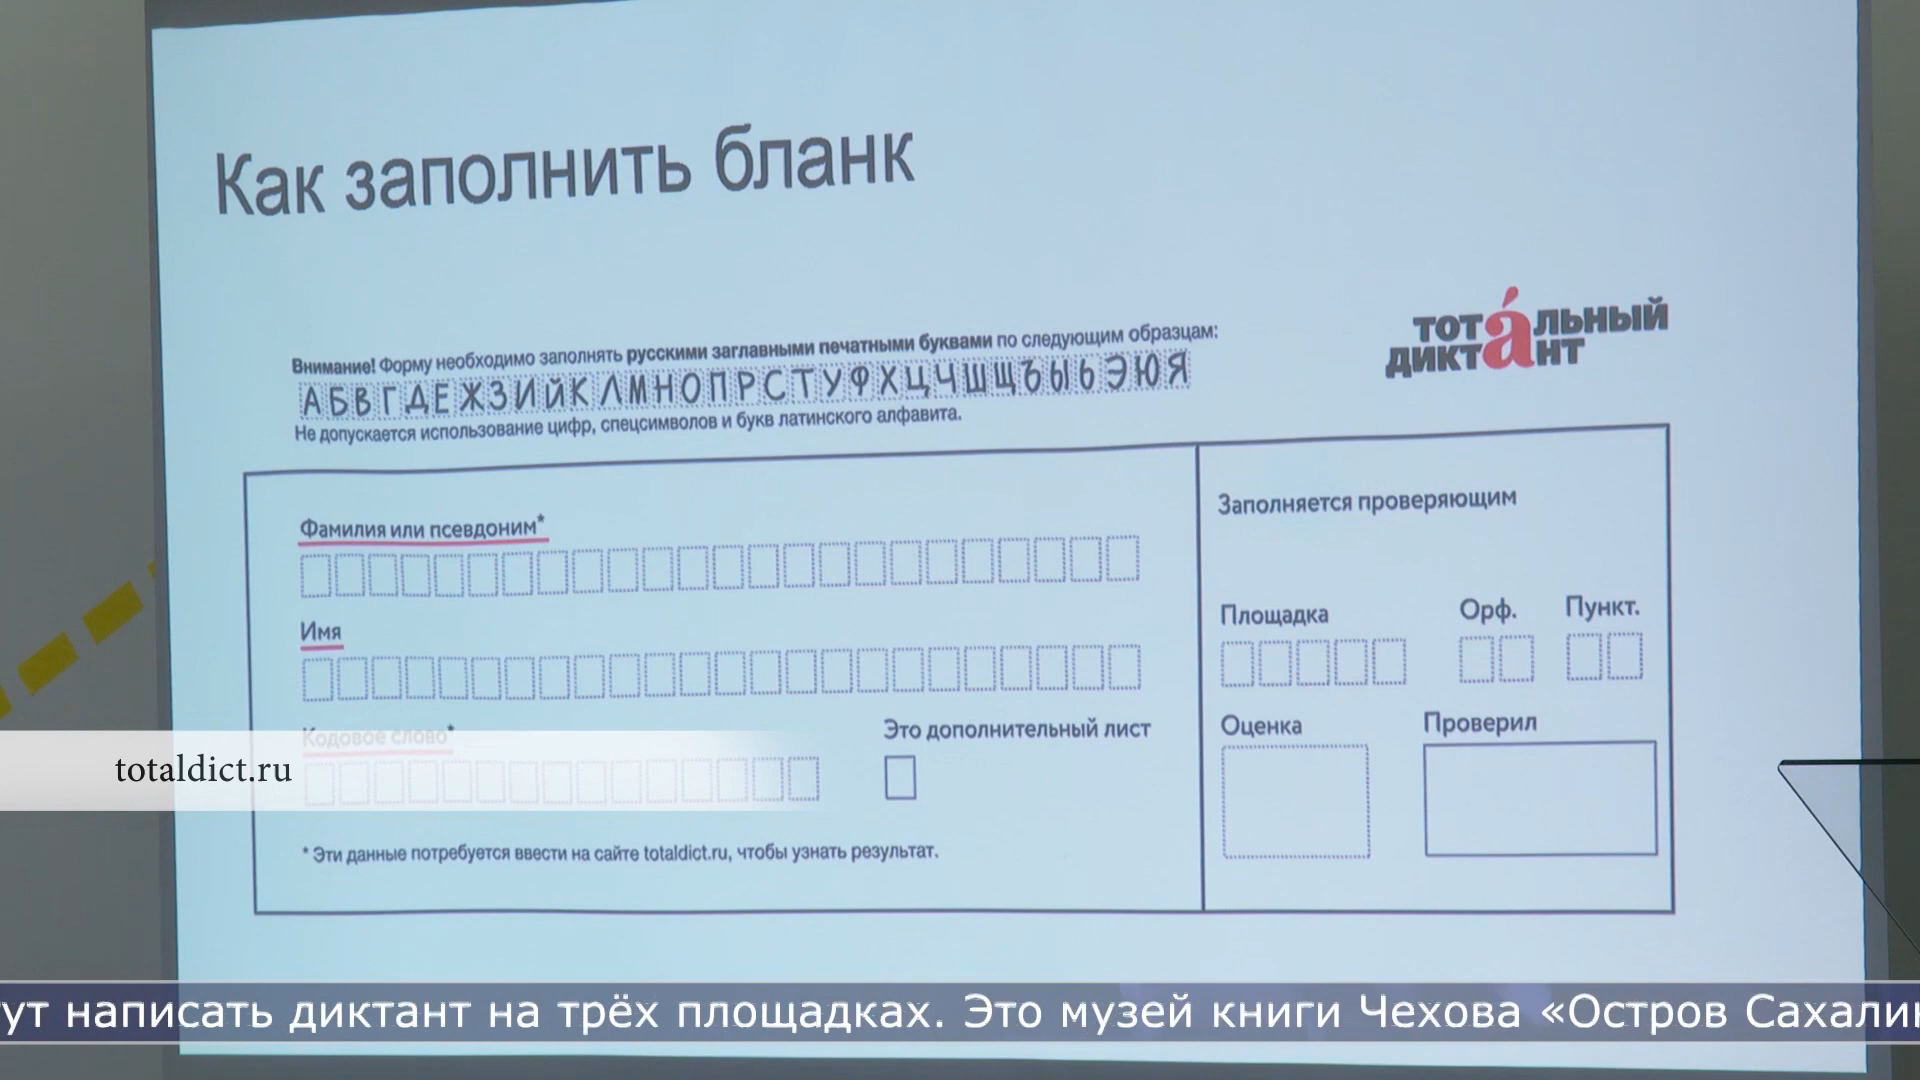 Как заполнить бланк
тота́льный
диктант
Внимание! Форму необходимо заполнять русскими заглавными печатными буквами по следующим образцам:
АБВГДЕЖЗИЙКЛМНОПРСТУФХЦЧШЩЪЫЬЭЮЯ
Не допускается использование цифр, спецсимволов и букв латинского алфавита.
Фамилия или псевдоним*
Имя
Кодовое слово*
Это дополнительный лист
* Эти данные потребуется ввести на сайте totaldict.ru, чтобы узнать результат.
Заполняется проверяющим
Площадка
Орф.
Пункт.
Оценка
Проверил
totaldict.ru
ут написать диктант на трёх площадках. Это музей книги Чехова «Остров Сахалин